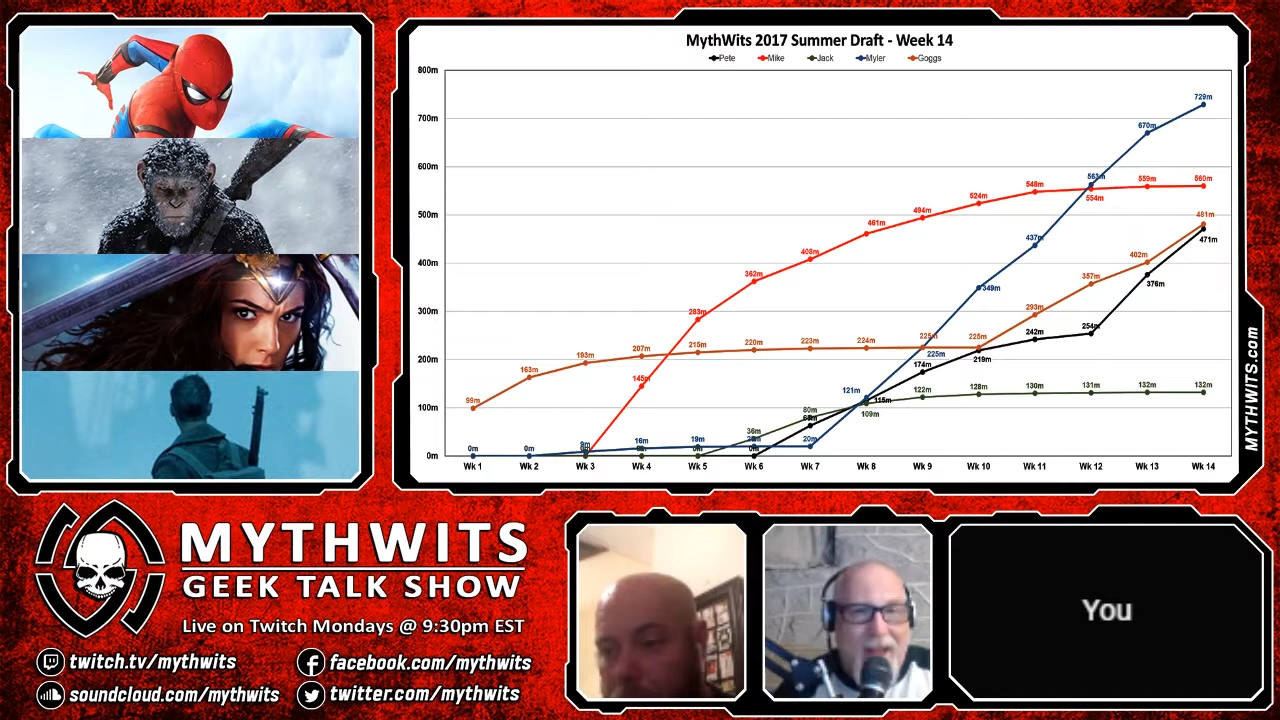 MythWits 2017 Summer Draft - Week 14
Pete Mike Jack Myler Goggs
800m
729m
700m
670m
600m
563m 559m 560m
548m 554m
524m
500m
494m 481m
461m 471m
437m
400m
408m 402m
362m 376m
349m 357m
300m
283m 293m
242m 254m
200m
193m 207m 215m 220m 223m 224m 225m 225m
225m 219m
163m 174m
145m
100m
99m 121m 115m 122m 128m 130m 131m 132m 132m
80m 109m
36m
0m
0m 0m 16m 19m 20m
Wk 1 Wk 2 Wk 3 Wk 4 Wk 5 Wk 6 Wk 7 Wk 8 Wk 9 Wk 10 Wk 11 Wk 12 Wk 13 Wk 14
MYTHWITS.com
MYTHWITS
GEEK TALK SHOW
Live on Twitch Mondays @ 9:30pm EST
twitch.tv/mythwits facebook.com/mythwits
soundcloud.com/mythwits twitter.com/mythwits
You